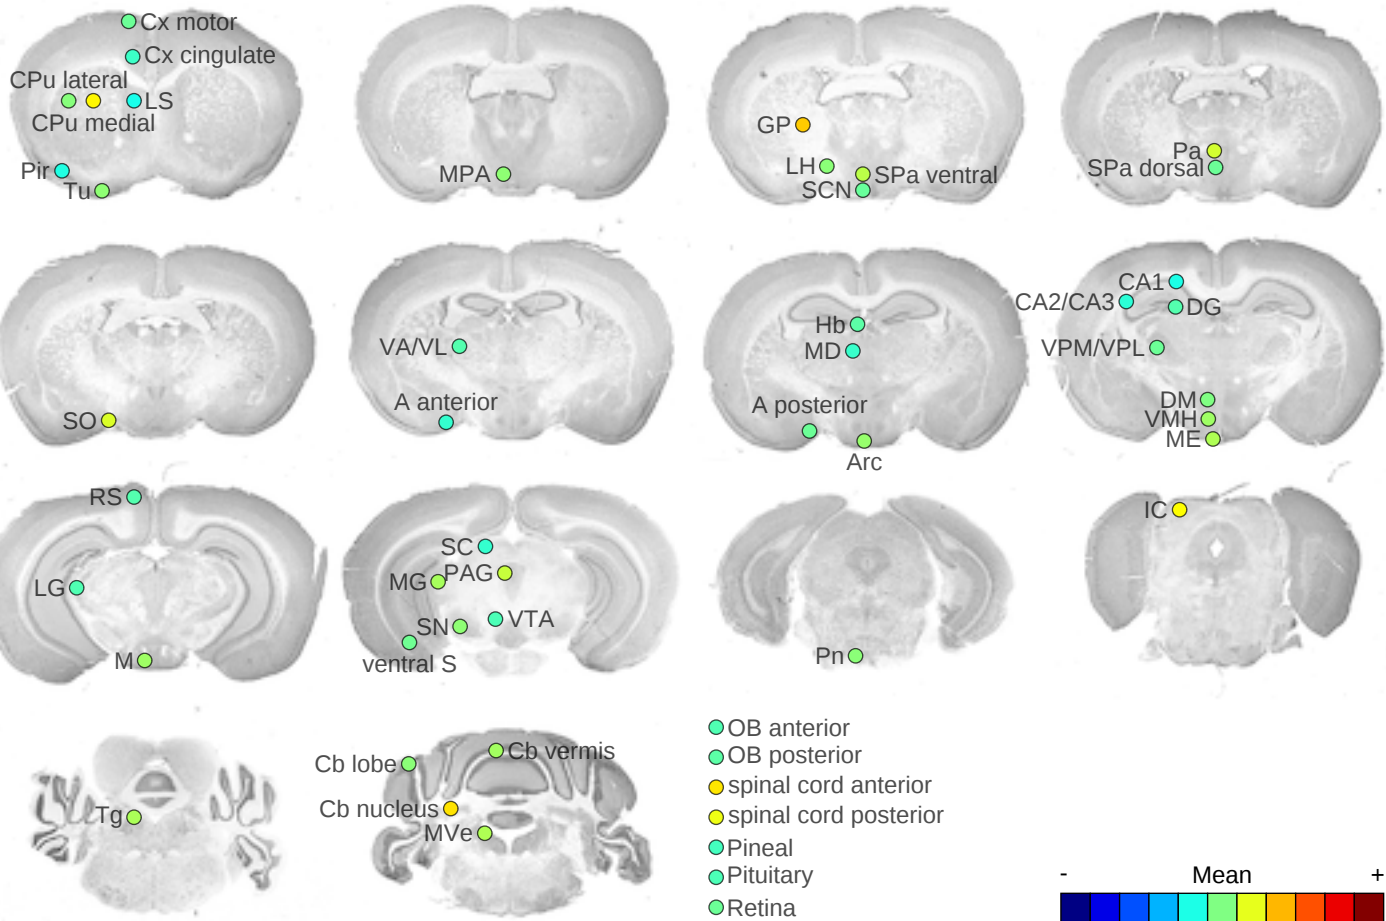 Cx motor
Cx cingulate
CPu lateral
LS
CPu medial
Pir
Tu
MPA
GP
LH
SPa ventral
SCN
Pa
SPa dorsal
SO
VA/VL
A anterior
Hb
MD
A posterior
Arc
CA1
CA2/CA3
DG
VPM/VPL
DM
VMH
ME
RS
LG
M
SC
MG
PAG
SN
VTA
ventral S
Pn
IC
Tg
Cb lobe
Cb vermis
Cb nucleus
MVe
OB anterior
OB posterior
spinal cord anterior
spinal cord posterior
Pineal
Pituitary
Retina
- Mean +